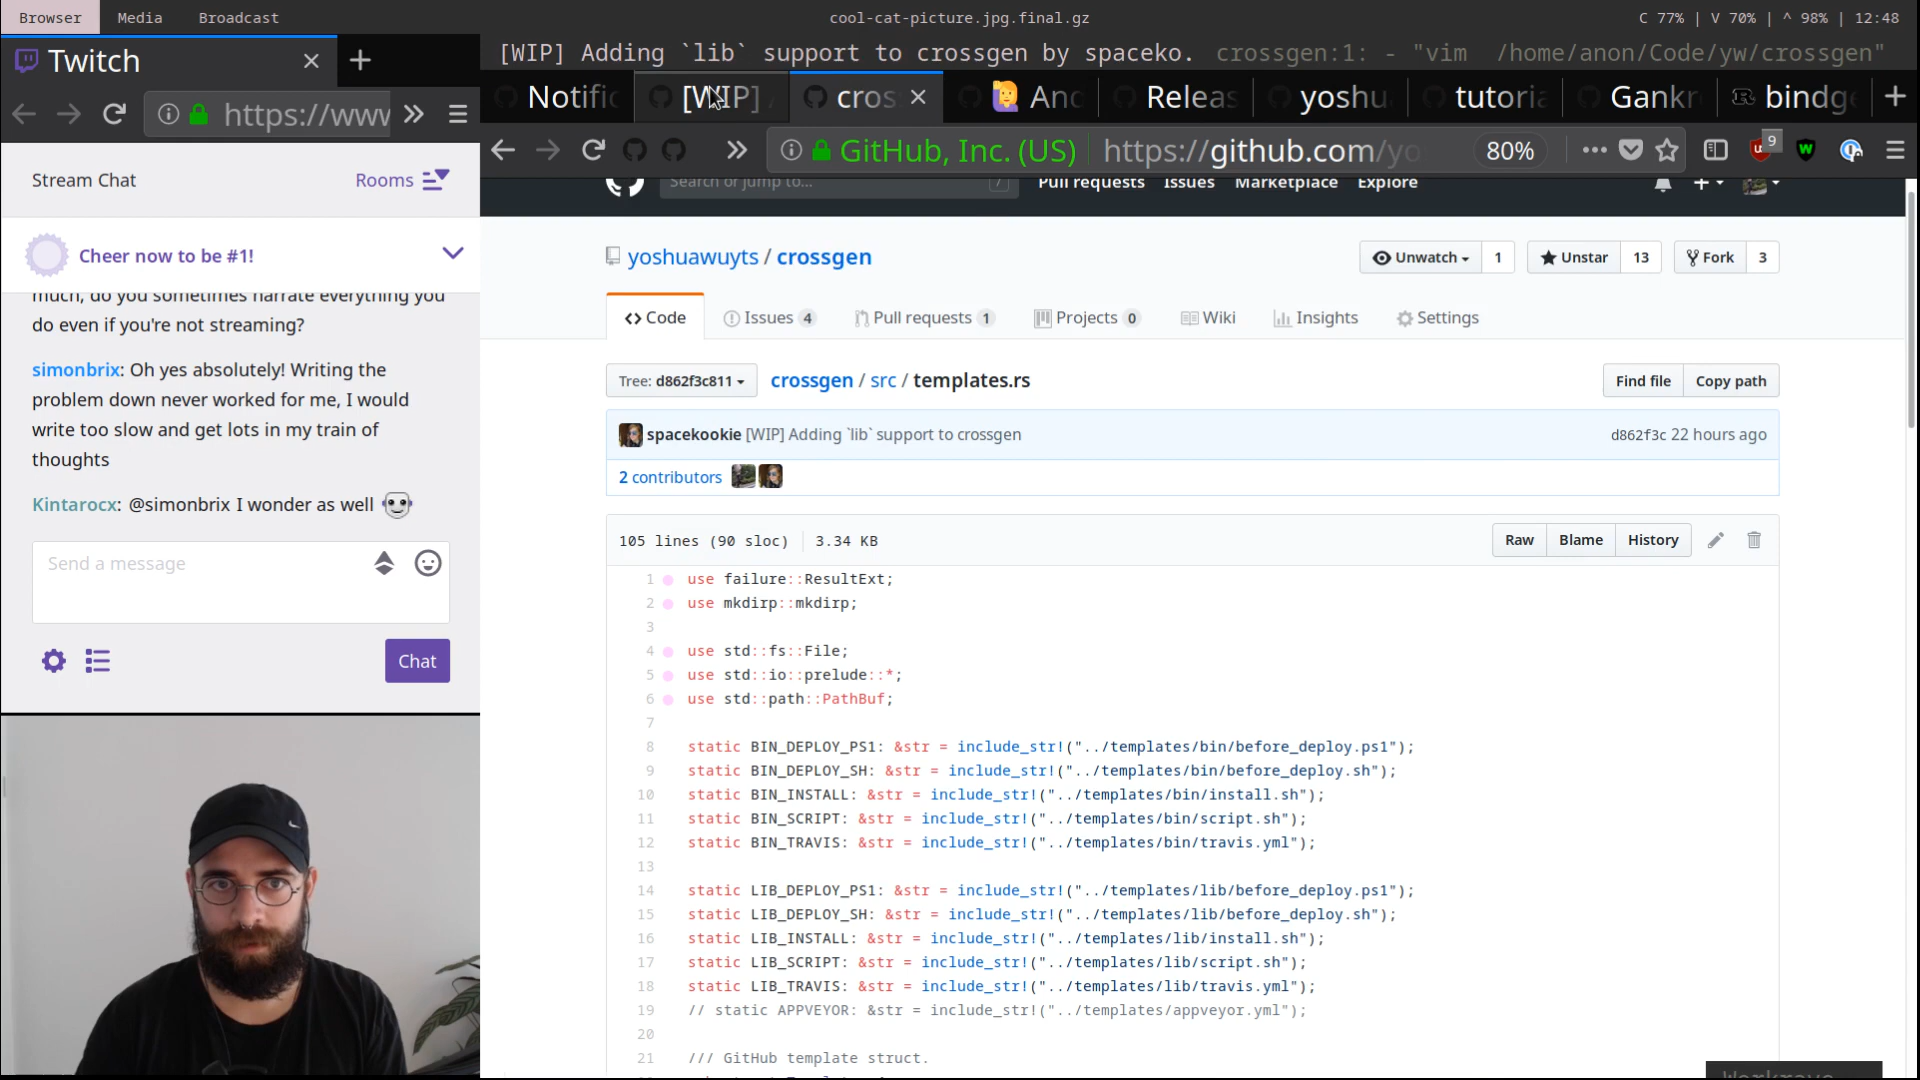 Browser Media Broadcast
cool-cat-picture.jpg.final.gz
C 77% | V 70% | ^ 98% | 12:48
Twitch
https://www
Stream Chat
Rooms
Cheer now to be #1!
much, do you sometimes narrate everything you
do even if you're not streaming?
simonbrix: Oh yes absolutely! Writing the
problem down never worked for me, I would
write too slow and get lots in my train of
thoughts
Kintarocx: @simonbrix I wonder as well
Send a message
Chat
[WIP] Adding `lib` support to crossgen by spaceko. crossgen:1: - "vim /home/anon/Code/yw/crossgen"
Notific [WIP] cros And Releas yoshu tutoria Gankr bindge
GitHub, Inc. (US) https://github.com/yo 80% 9
Search or jump to... / Pull requests Issues Marketplace Explore
yoshuawuyts / crossgen
Unwatch 1 Unstar 13 Fork 3
Code Issues 4 Pull requests 1 Projects 0 Wiki Insights Settings
Tree: d862f3c811 crossgen / src / templates.rs Find file Copy path
spacekookie [WIP] Adding `lib` support to crossgen d862f3c 22 hours ago
2 contributors
105 lines (90 sloc) 3.34 KB Raw Blame History
1 use failure::ResultExt;
2 use mkdirp::mkdirp;
3
4 use std::fs::File;
5 use std::io::prelude::*;
6 use std::path::PathBuf;
7
8 static BIN_DEPLOY_PS1: &str = include_str!("../templates/bin/before_deploy.ps1");
9 static BIN_DEPLOY_SH: &str = include_str!("../templates/bin/before_deploy.sh");
10 static BIN_INSTALL: &str = include_str!("../templates/bin/install.sh");
11 static BIN_SCRIPT: &str = include_str!("../templates/bin/script.sh");
12 static BIN_TRAVIS: &str = include_str!("../templates/bin/travis.yml");
13
14 static LIB_DEPLOY_PS1: &str = include_str!("../templates/lib/before_deploy.ps1");
15 static LIB_DEPLOY_SH: &str = include_str!("../templates/lib/before_deploy.sh");
16 static LIB_INSTALL: &str = include_str!("../templates/lib/install.sh");
17 static LIB_SCRIPT: &str = include_str!("../templates/lib/script.sh");
18 static LIB_TRAVIS: &str = include_str!("../templates/lib/travis.yml");
19 // static APPVEYOR: &str = include_str!("../templates/appveyor.yml");
20
21 /// GitHub template struct.